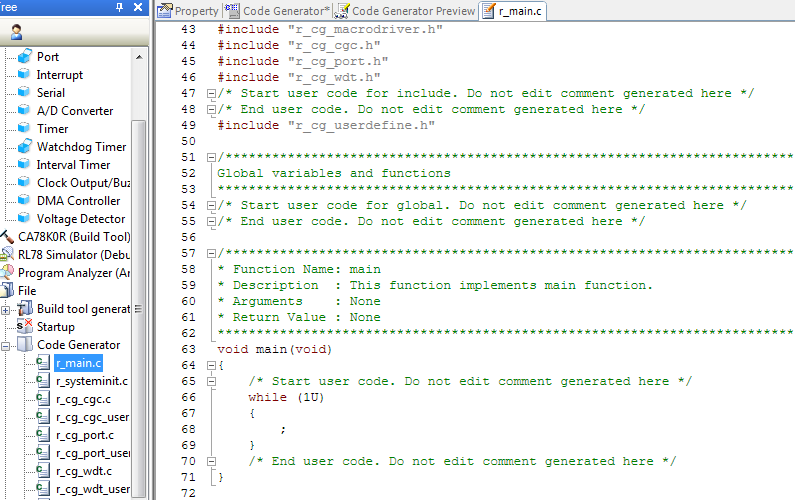 ree
Property Code Generator* Code Generator Preview r_main.c
Port
Interrupt
Serial
A/D Converter
Timer
Watchdog Timer
Interval Timer
Clock Output/Buz
DMA Controller
Voltage Detector
CA78K0R (Build Tool)
RL78 Simulator (Debu
Program Analyzer (Ar
File
Build tool generat
Startup
Code Generator
r_main.c
r_systeminit.c
r_cg_cgc.c
r_cg_cgc_user
r_cg_port.c
r_cg_port_user
r_cg_wdt.c
r_cg_wdt_user
43 #include "r_cg_macrodriver.h"
44 #include "r_cg_cgc.h"
45 #include "r_cg_port.h"
46 #include "r_cg_wdt.h"
47 /* Start user code for include. Do not edit comment generated here */
48 /* End user code. Do not edit comment generated here */
49 #include "r_cg_userdefine.h"
50
51 /**************************************************************************
52 Global variables and functions
53 **************************************************************************
54 /* Start user code for global. Do not edit comment generated here */
55 /* End user code. Do not edit comment generated here */
56
57 /**************************************************************************
58 * Function Name: main
59 * Description  : This function implements main function.
60 * Arguments    : None
61 * Return Value : None
62 **************************************************************************
63 void main(void)
64 {
65     /* Start user code. Do not edit comment generated here */
66     while (1U)
67     {
68         ;
69     }
70     /* End user code. Do not edit comment generated here */
71 }
72